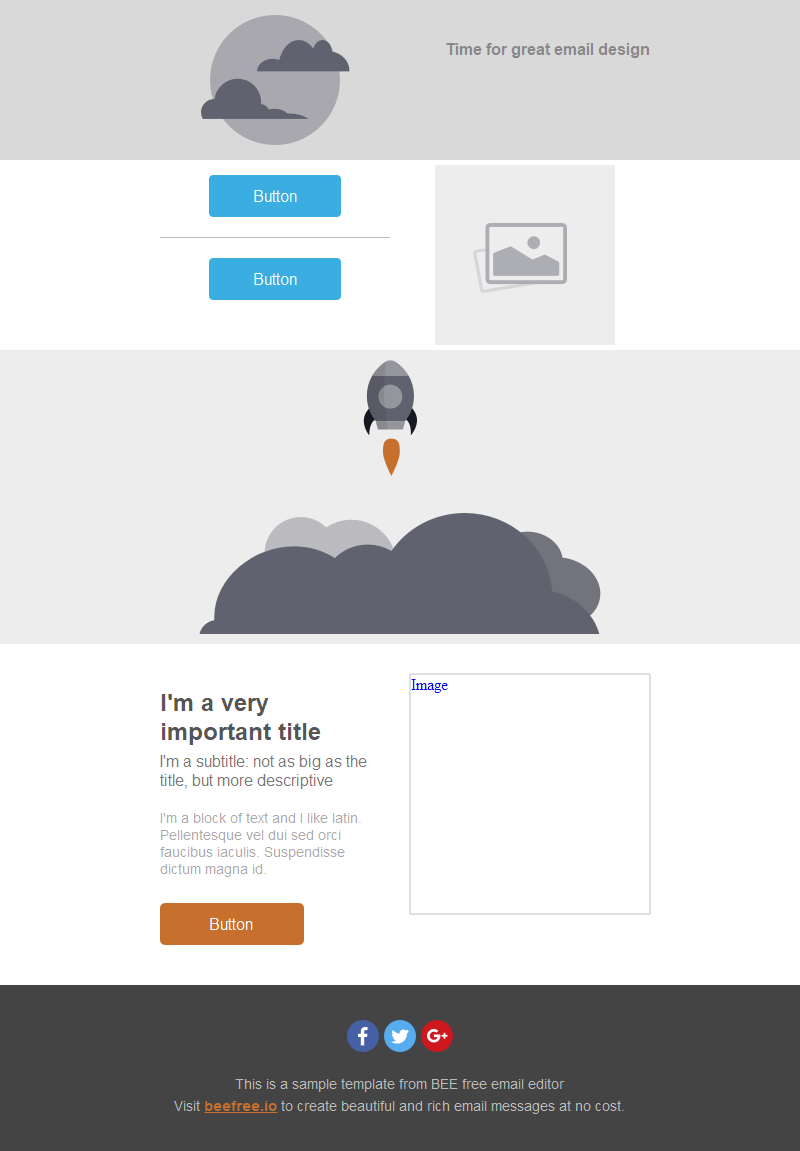 Time for great email design
Button
Button
I'm a very
important title
I'm a subtitle: not as big as the
title, but more descriptive
I'm a block of text and I like latin.
Pellentesque vel dui sed orci
faucibus iaculis. Suspendisse
dictum magna id.
Button
Image
f
G+
This is a sample template from BEE free email editor
Visit beefree.io to create beautiful and rich email messages at no cost.